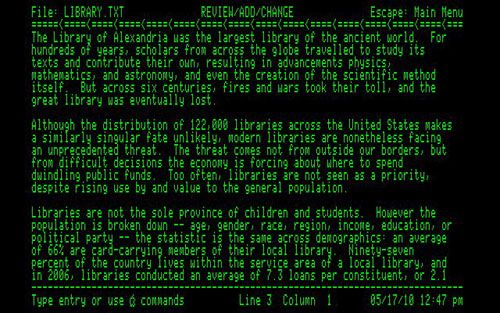 File: LIBRARY.TXT REVIEW/ADD/CHANGE Escape: Main Menu
=====<====<====<====<====<====<====<====<====<====<====<====<====<====<====<===
The Library of Alexandria was the largest library of the ancient world. For
hundreds of years, scholars from across the globe travelled to study its
texts and contribute their own, resulting in advancements physics,
mathematics, and astronomy, and even the creation of the scientific method
itself. But across six centuries, fires and wars took their toll, and the
great library was eventually lost.
Although the distribution of 122,000 libraries across the United States makes
a similarly singular fate unlikely, modern libraries are nonetheless facing
an unprecedented threat. The threat comes not from outside our borders, but
from difficult decisions the economy is forcing about where to spend
dwindling public funds. Too often, libraries are not seen as a priority,
despite rising use by and value to the general population.
Libraries are not the sole province of children and students. However the
population is broken down -- age, gender, race, region, income, education, or
political party -- the statistic is the same across demographics: an average
of 66% are card-carrying members of their local library. Ninety-seven
percent of the country lives within the service area of a local library, and
in 2006, libraries conducted an average of 7.3 loans per constituent, or 2.1
-------------------------------------------------------------------------------
Type entry or use @ commands Line 3 Column 1 05/17/10 12:47 pm